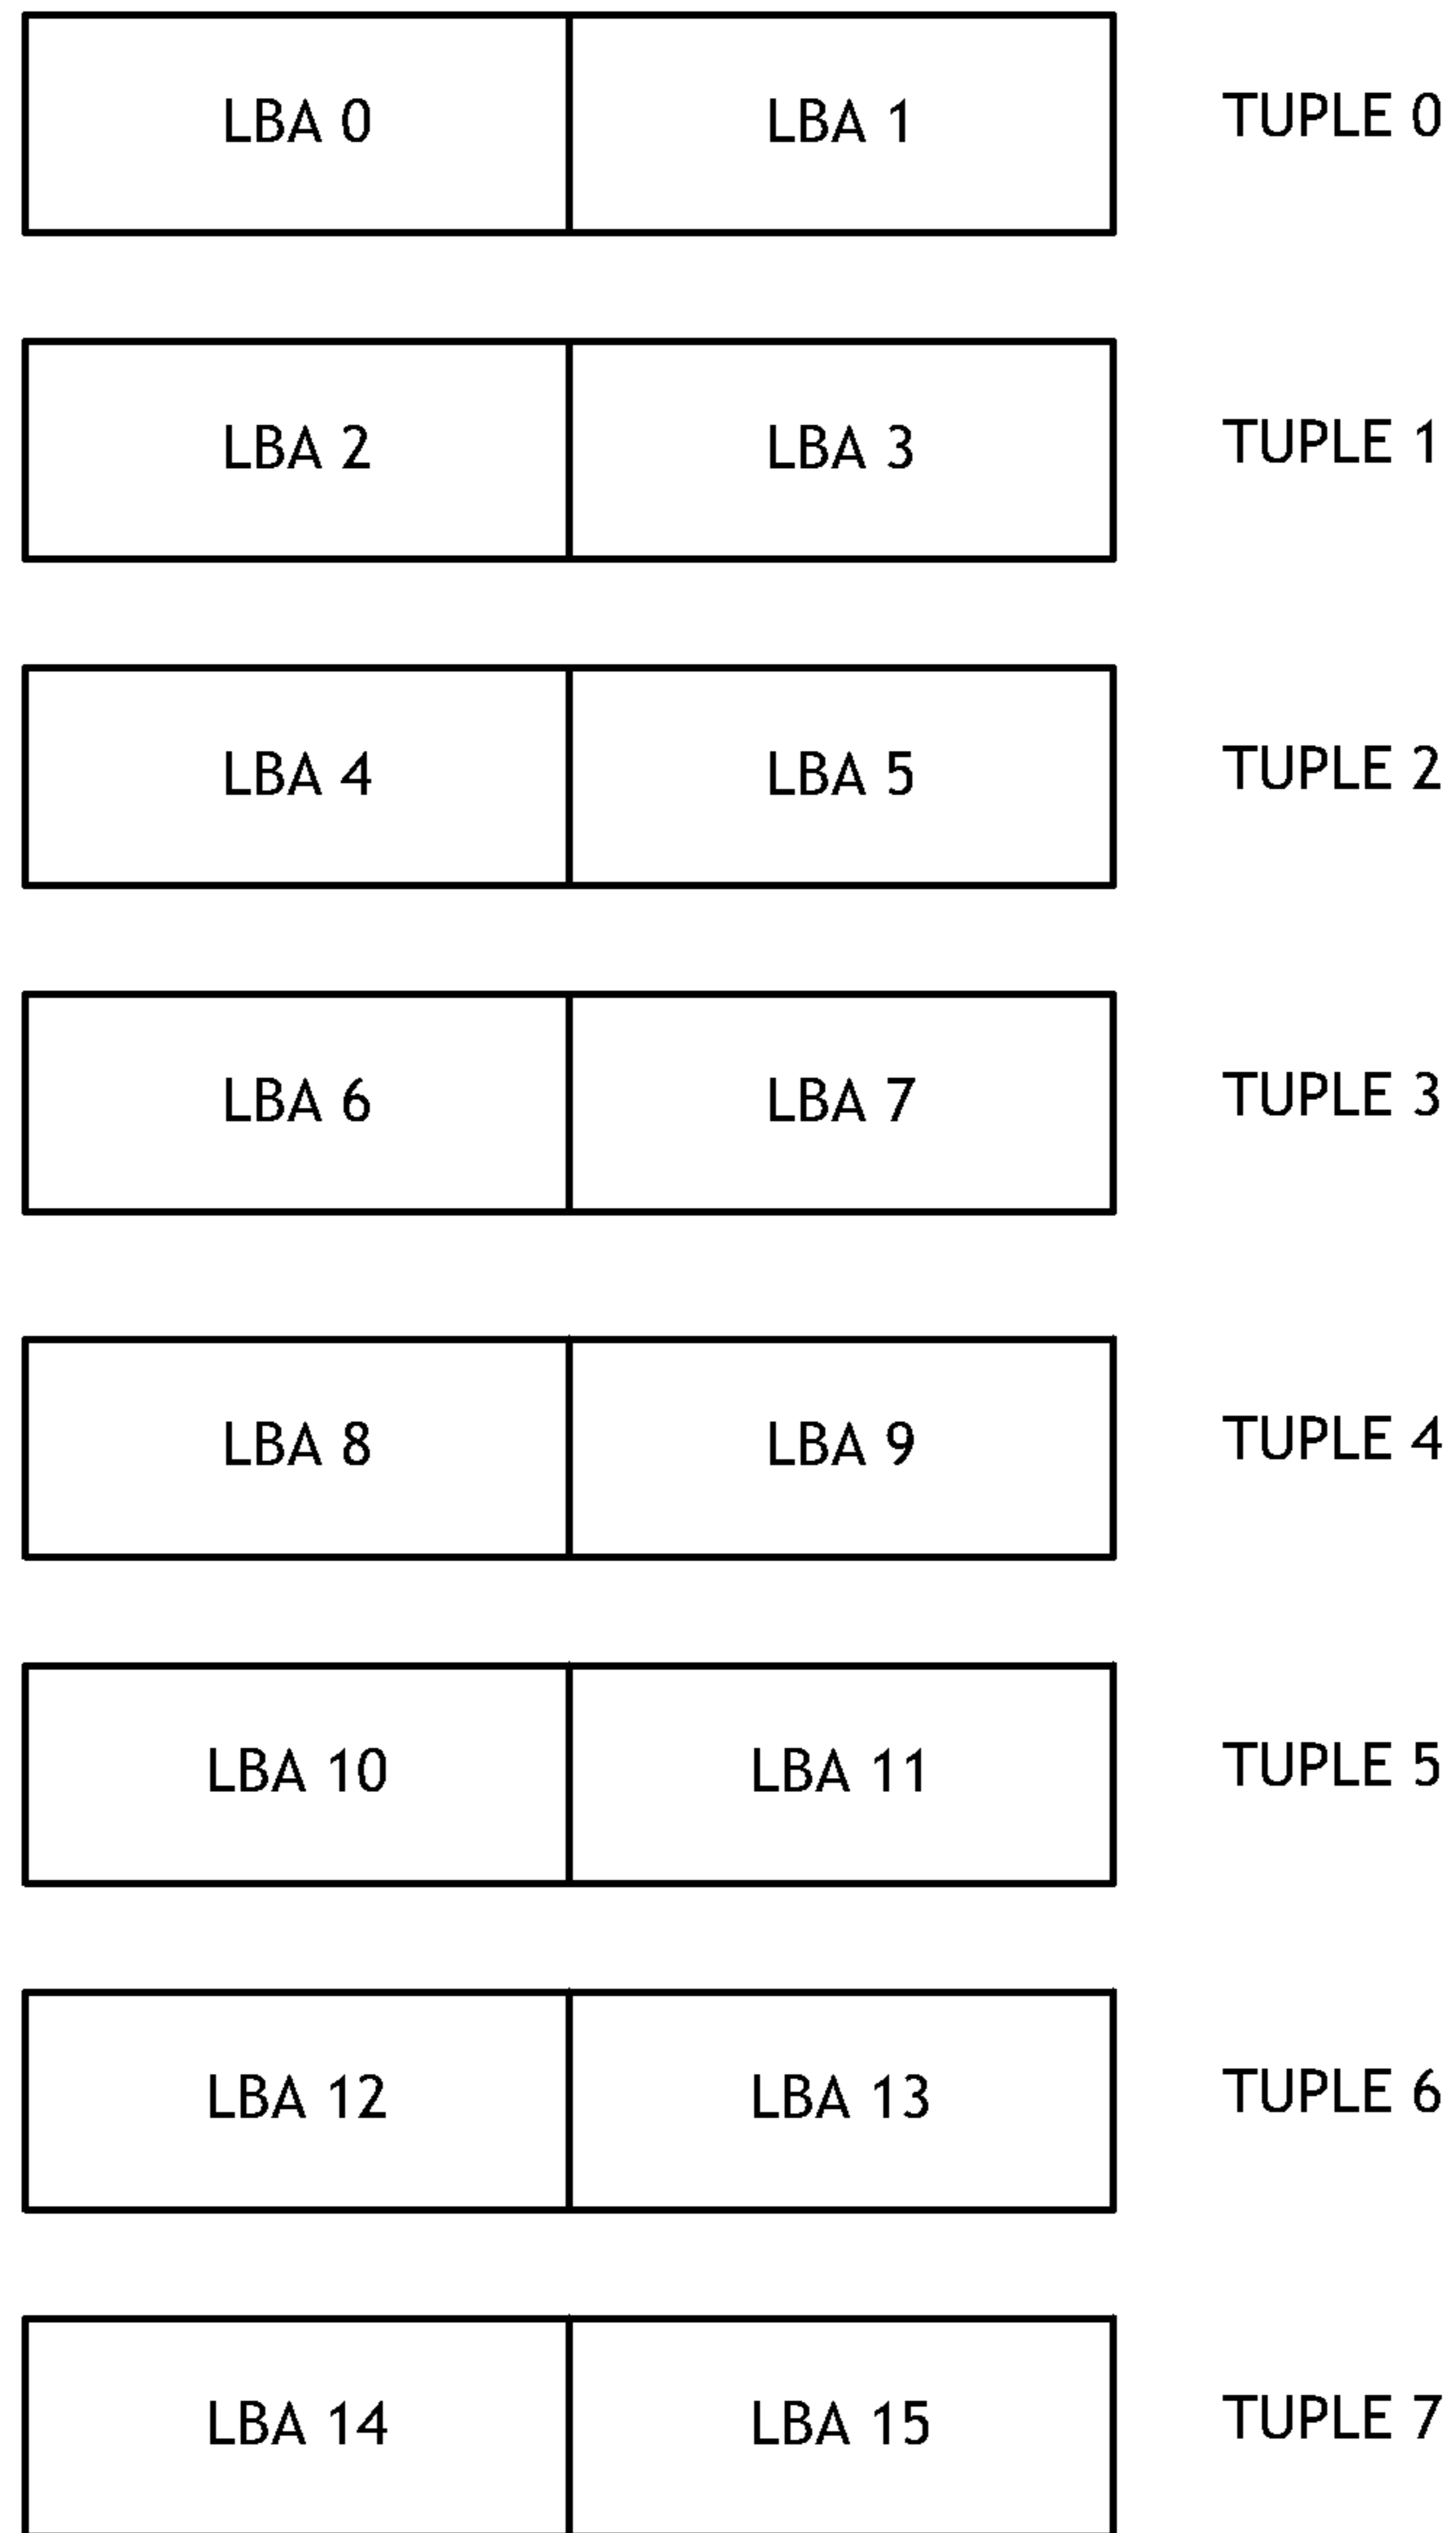 LBA 0 LBA 1 TUPLE 0
LBA 2 LBA 3 TUPLE 1
LBA 4 LBA 5 TUPLE 2
LBA 6 LBA 7 TUPLE 3
LBA 8 LBA 9 TUPLE 4
LBA 10 LBA 11 TUPLE 5
LBA 12 LBA 13 TUPLE 6
LBA 14 LBA 15 TUPLE 7